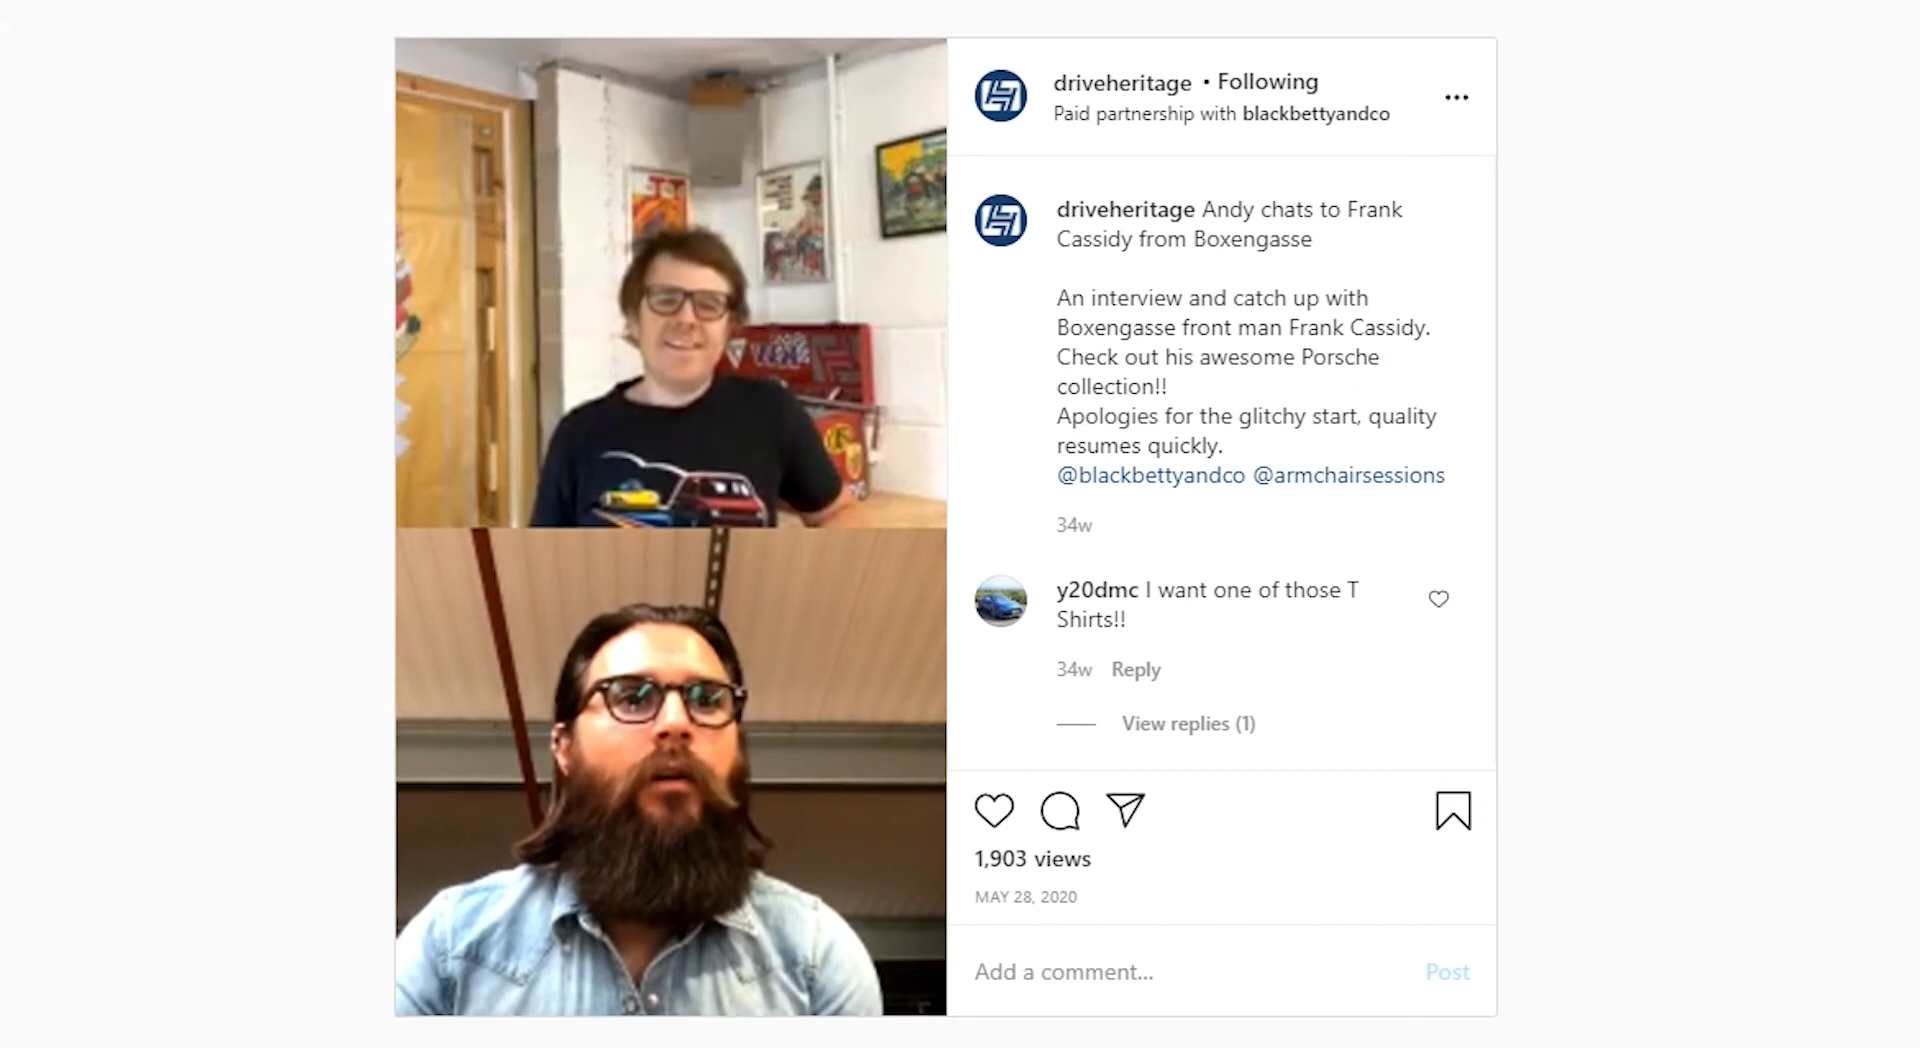 driveheritage • Following
Paid partnership with blackbettyandco
driveheritage Andy chats to Frank
Cassidy from Boxengasse
An interview and catch up with
Boxengasse front man Frank Cassidy.
Check out his awesome Porsche
collection!!
Apologies for the glitchy start, quality
resumes quickly.
@blackbettyandco @armchairsessions
34w
y20dmc I want one of those T
Shirts!!
34w Reply
View replies (1)
1,903 views
MAY 28, 2020
Add a comment...
Post